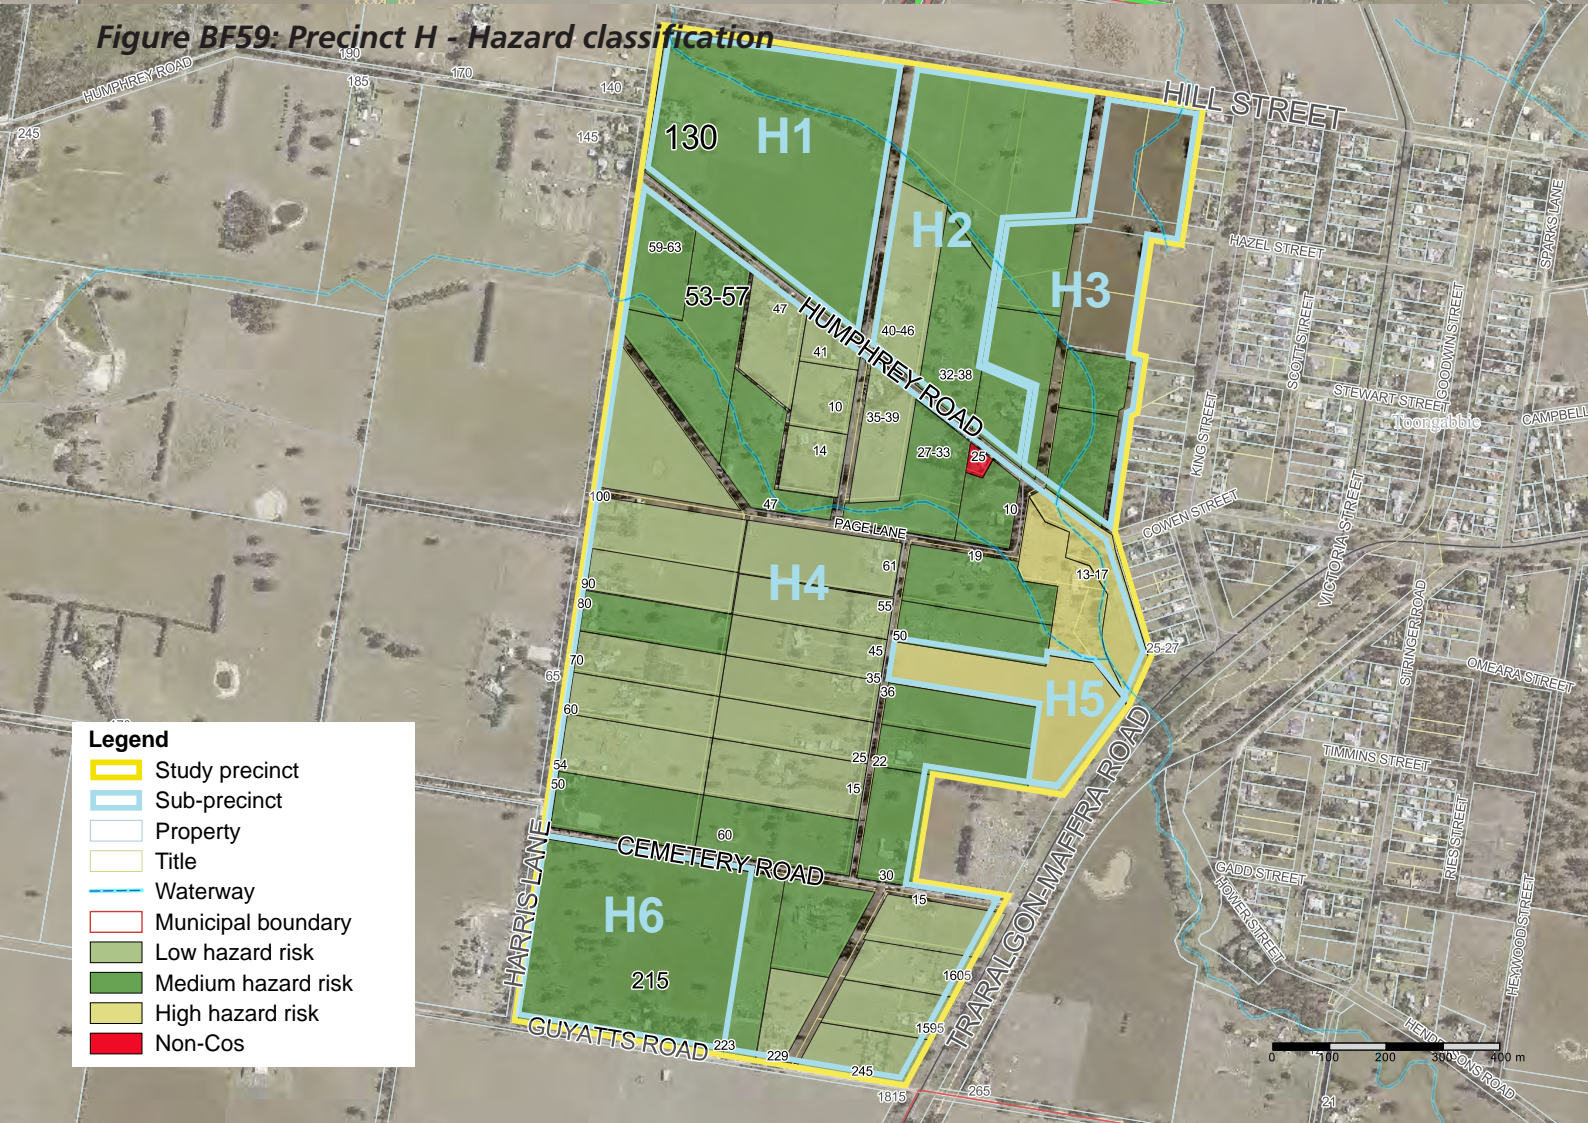 Figure BF59: Precinct H - Hazard classification
HUMPHREY ROAD
190
185
170
140
145
245
130
H1
HILL STREET
H2
H3
HAZEL STREET
SPARKS LANE
59-63
53-57
47
HUMPHREY ROAD
40-46
41
32-38
10
35-39
14
27-33
25
SCOTT STREET
GOODWIN STREET
STEWART STREET
Toongabbie
CAMPBELL
KING STREET
100
47
PAGE LANE
10
19
COWEN STREET
VICTORIA STREET
61
13-17
H4
90
80
55
50
45
25-27
STRINGER ROAD
OMEARA STREET
70
65
35
36
H5
60
25
22
54
50
15
TIMMINS STREET
TRARALGON-MAFFRA ROAD
RIES STREET
60
CEMETERY ROAD
30
15
GADD STREET
HOWER STREET
HEYWOOD STREET
HARRIS LANE
H6
215
1605
1595
GUYATTS ROAD
223
229
245
1815
265
HENDERSONS ROAD
21
Legend
Study precinct
Sub-precinct
Property
Title
Waterway
Municipal boundary
Low hazard risk
Medium hazard risk
High hazard risk
Non-Cos
0 100 200 300 400 m